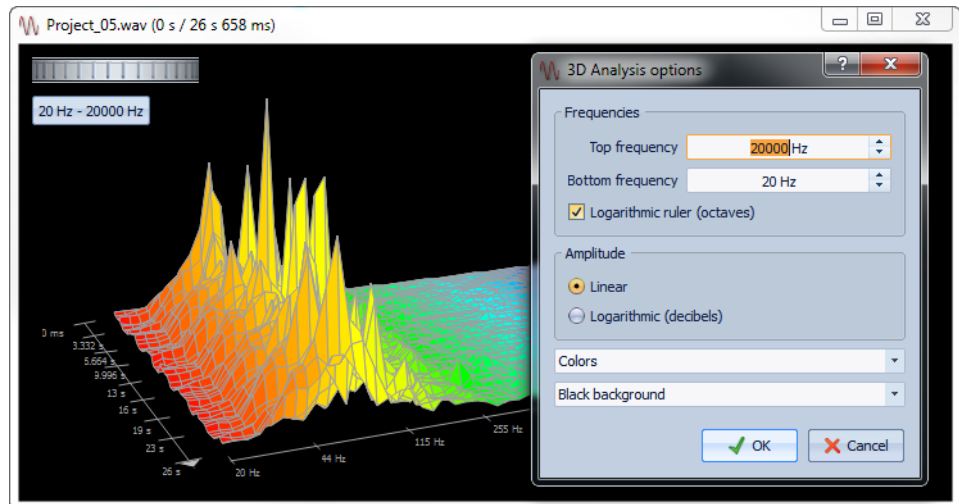 Project_05.wav (0 s / 26 s 658 ms)
20 Hz - 20000 Hz
0 ms
3.332 s
6.664 s
9.996 s
13 s
16 s
19 s
23 s
26 s
20 Hz
44 Hz
115 Hz
255 Hz
3D Analysis options
?
Frequencies
Top frequency 20000 Hz
Bottom frequency 20 Hz
Logarithmic ruler (octaves)
Amplitude
Linear
Logarithmic (decibels)
Colors
Black background
OK Cancel